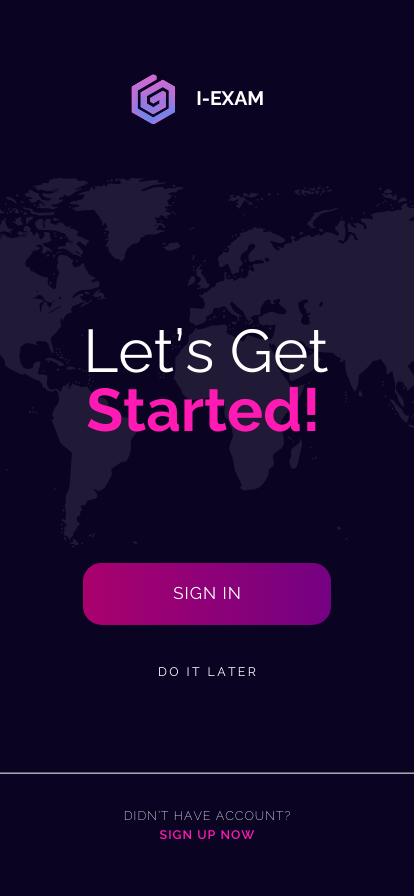 I-EXAM
Let's Get
Started!
SIGN IN
DO IT LATER
DIDN'T HAVE ACCOUNT?
SIGN UP NOW